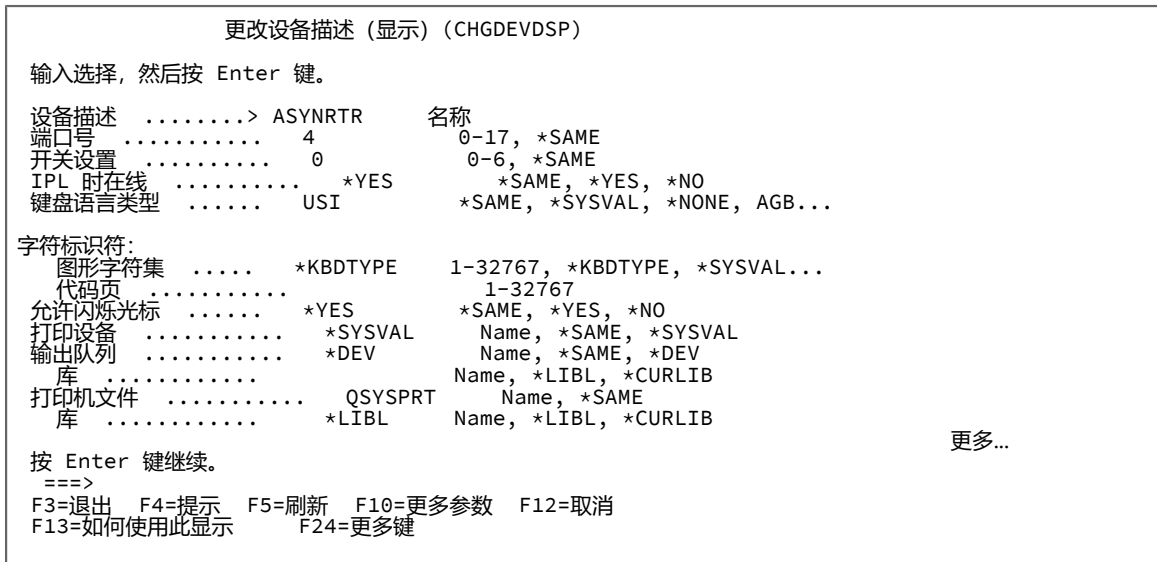 更改设备描述 (显示) (CHGDEVDSP)
输入选择，然后按 Enter 键。
设备描述 ........> ASYNRTR 名称
端口号 ........... 4 0-17, *SAME
开关设置 .......... 0 0-6, *SAME
IPL 时在线 .......... *YES *SAME, *YES, *NO
键盘语言类型 ...... USI *SAME, *SYSVAL, *NONE, AGB...
字符标识符:
图形字符集 ..... *KBDTYPE 1-32767, *KBDTYPE, *SYSVAL...
代码页 ........... 1-32767
允许闪烁光标 ...... *YES *SAME, *YES, *NO
打印设备 ........... *SYSVAL Name, *SAME, *SYSVAL
输出队列 ........... *DEV Name, *SAME, *DEV
库 ............ Name, *LIBL, *CURLIB
打印机文件 ........... QSYSPRT Name, *SAME
库 ............ *LIBL Name, *LIBL, *CURLIB
更多...
按 Enter 键继续。
===>
F3=退出 F4=提示 F5=刷新 F10=更多参数 F12=取消
F13=如何使用此显示 F24=更多键